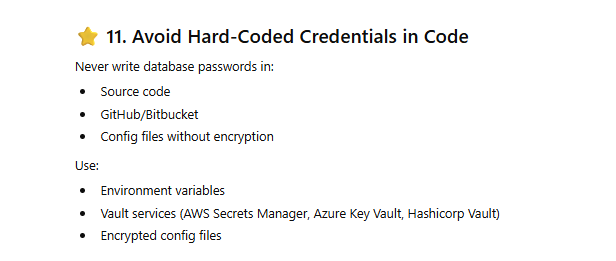 ⭐ 11. Avoid Hard-Coded Credentials in Code
Never write database passwords in:
• Source code
• GitHub/Bitbucket
• Config files without encryption
Use:
• Environment variables
• Vault services (AWS Secrets Manager, Azure Key Vault, Hashicorp Vault)
• Encrypted config files